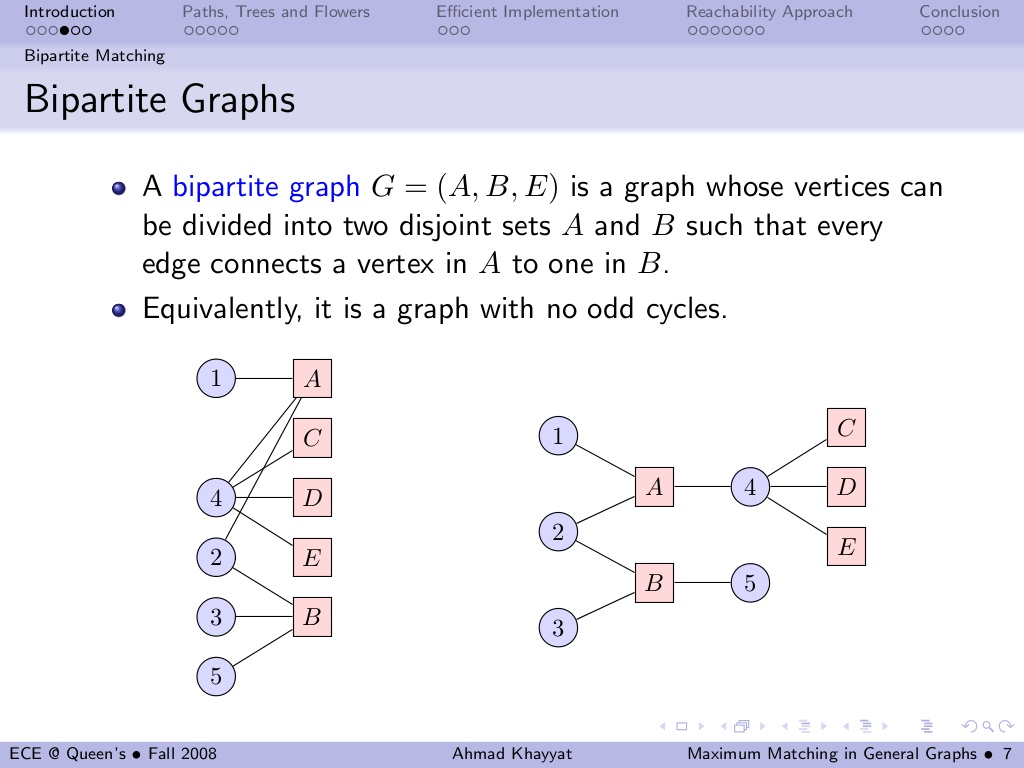 Introduction Paths, Trees and Flowers Efficient Implementation Reachability Approach Conclusion
Bipartite Matching
Bipartite Graphs
A bipartite graph G = (A, B, E) is a graph whose vertices can
be divided into two disjoint sets A and B such that every
edge connects a vertex in A to one in B.
Equivalently, it is a graph with no odd cycles.
1 A
C
4 D
2 E
3 B
5
1 C
A 4 D
2 E
B 5
3
ECE @ Queen's • Fall 2008 Ahmad Khayyat Maximum Matching in General Graphs • 7